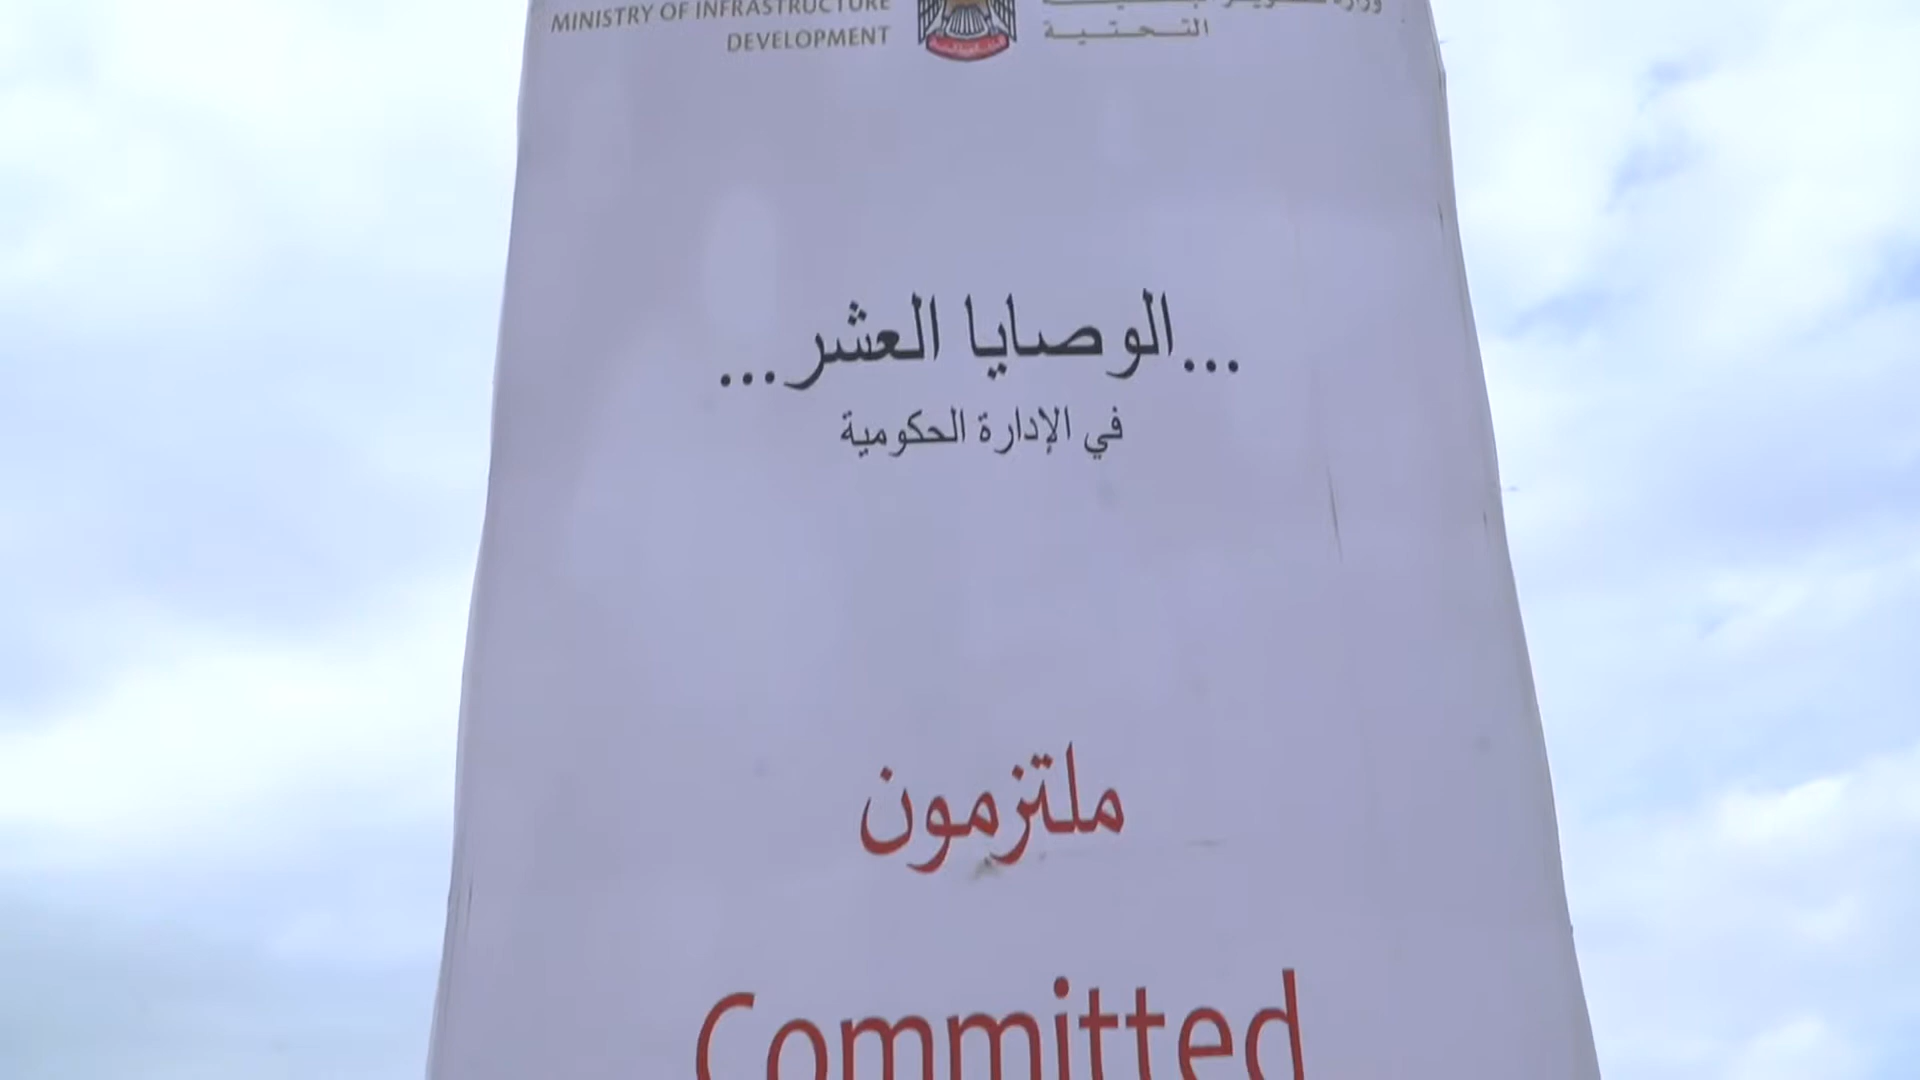 MINISTRY OF INFRASTRUCTURE
DEVELOPMENT
التحتية
...الوصايا العشر...
في الإدارة الحكومية
ملتزمون
Committed